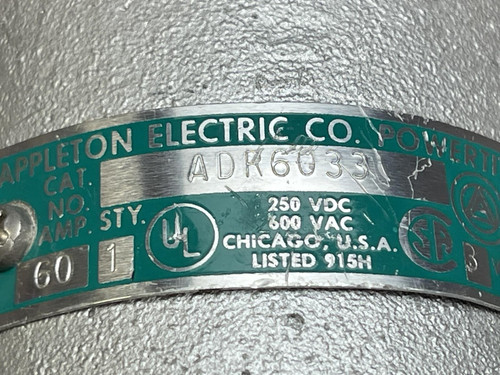 APPLETON ELECTRIC CO.
CAT. NO. ADR6033
AMP. 60
STY. 1
UL
250 VDC
600 VAC
CHICAGO, U.S.A.
LISTED 915H
SA
3